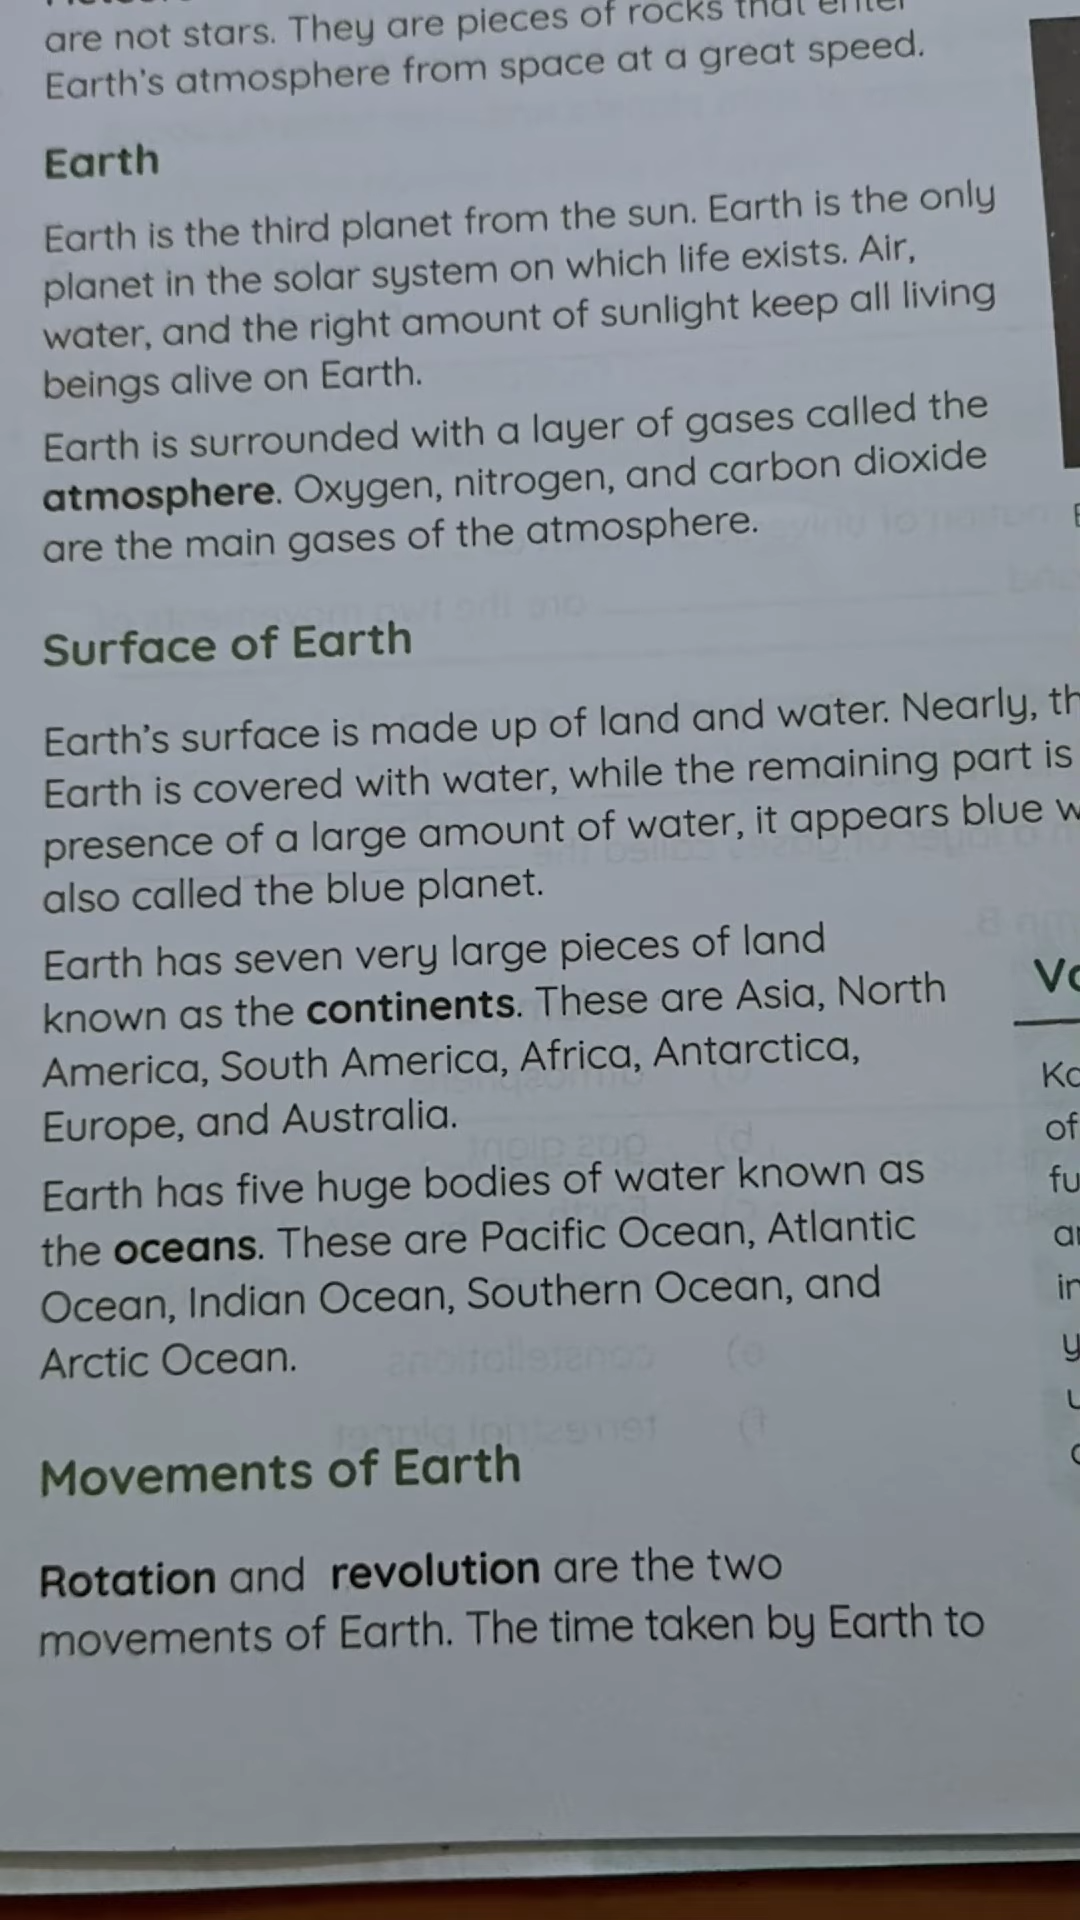 are not stars. They are pieces of rocks that enter
Earth's atmosphere from space at a great speed.
Earth
Earth is the third planet from the sun. Earth is the only
planet in the solar system on which life exists. Air,
water, and the right amount of sunlight keep all living
beings alive on Earth.
Earth is surrounded with a layer of gases called the
atmosphere. Oxygen, nitrogen, and carbon dioxide
are the main gases of the atmosphere.
Surface of Earth
Earth's surface is made up of land and water. Nearly,
Earth is covered with water, while the remaining part is
presence of a large amount of water, it appears blue
also called the blue planet.
Earth has seven very large pieces of land
known as the continents. These are Asia, North
America, South America, Africa, Antarctica,
Europe, and Australia.
Earth has five huge bodies of water known as
the oceans. These are Pacific Ocean, Atlantic
Ocean, Indian Ocean, Southern Ocean, and
Arctic Ocean.
Movements of Earth
Rotation and revolution are the two
movements of Earth. The time taken by Earth to
of